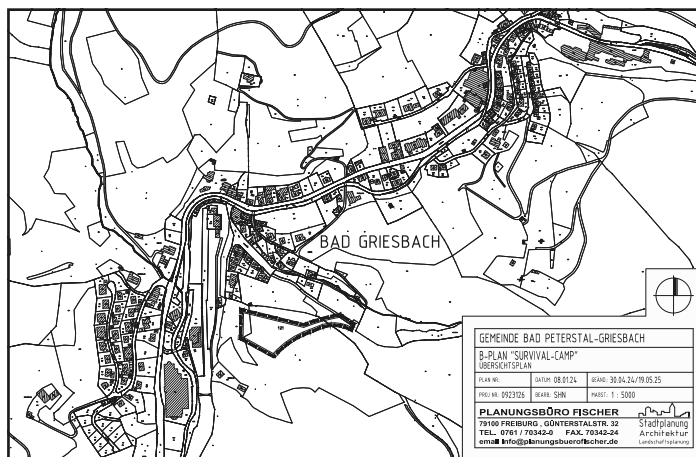 BAD GRIESBACH
GEMEINDE BAD PETERSTAL-GRIESBACH
B-PLAN "SURVIVAL-CAMP"
ÜBERSICHTSPLAN
PLAN NR: DATUM: 08.01.24 GEÄND: 30.04.24/19.05.25
PROJ NR: 0923126 BEARB: SHN MAßST: 1 : 5000
PLANUNGSBÜRO FISCHER
79100 FREIBURG , GÜNTERSTALSTR. 32
TEL. 0761 / 70342-0 FAX. 70342-24
email info@planungsbuerofischer.de
Stadtplanung
Architektur
Landschaftsplanung